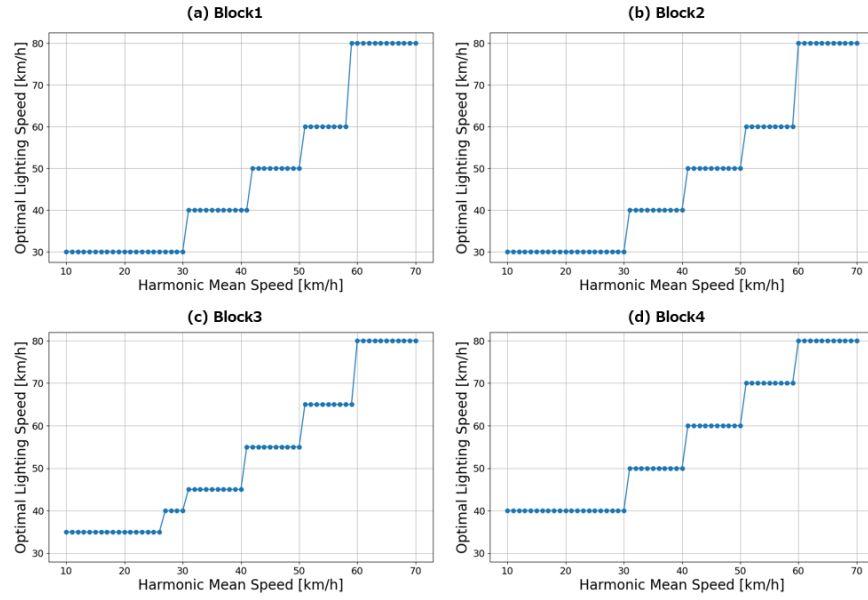 (a) Block1
Optimal Lighting Speed [km/h]
80
70
60
50
40
30
10 20 30 40 50 60 70
Harmonic Mean Speed [km/h]
(b) Block2
Optimal Lighting Speed [km/h]
80
70
60
50
40
30
10 20 30 40 50 60 70
Harmonic Mean Speed [km/h]
(c) Block3
Optimal Lighting Speed [km/h]
80
70
60
50
40
30
10 20 30 40 50 60 70
Harmonic Mean Speed [km/h]
(d) Block4
Optimal Lighting Speed [km/h]
80
70
60
50
40
30
10 20 30 40 50 60 70
Harmonic Mean Speed [km/h]